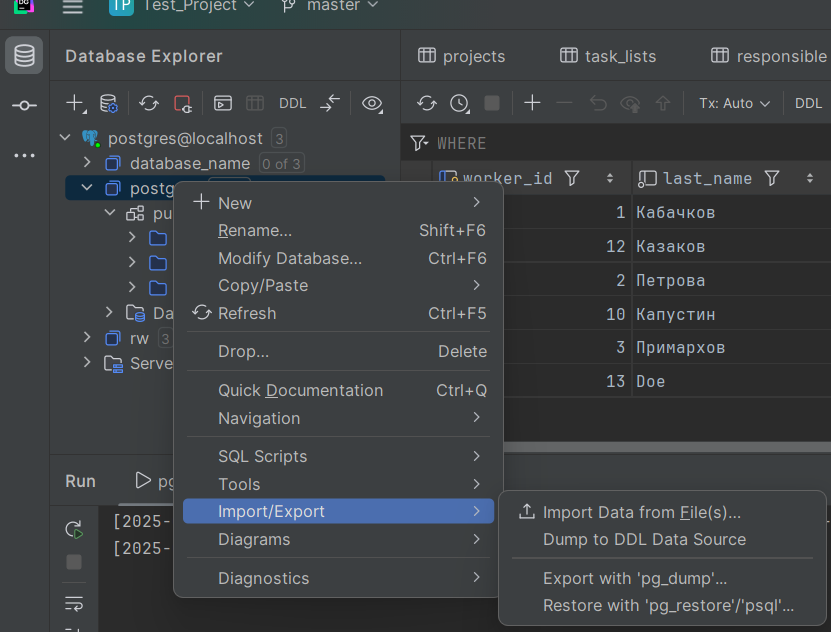 DG
TP Test_Project master
Database Explorer
projects task_lists responsible
DDL
Tx: Auto DDL
postgres@localhost 3
WHERE
database_name 0 of 3
worker_id last_name
postg
pu
Da
rw 3
Serve
New
Rename... Shift+F6
Modify Database... Ctrl+F6
Copy/Paste
Refresh Ctrl+F5
Drop... Delete
Quick Documentation Ctrl+Q
Navigation
SQL Scripts
Tools
Import/Export
Diagrams
Diagnostics
1 Кабачков
12 Казаков
2 Петрова
10 Капустин
3 Примархов
13 Doe
Run pg
[2025-
[2025-
Import Data from File(s)...
Dump to DDL Data Source
Export with 'pg_dump'...
Restore with 'pg_restore'/'psql'...